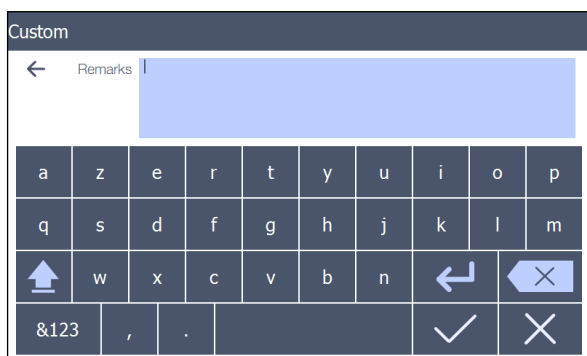 Custom
Remarks
a z e r t y u i o p
q s d f g h j k l m
w x c v b n
&123 , .